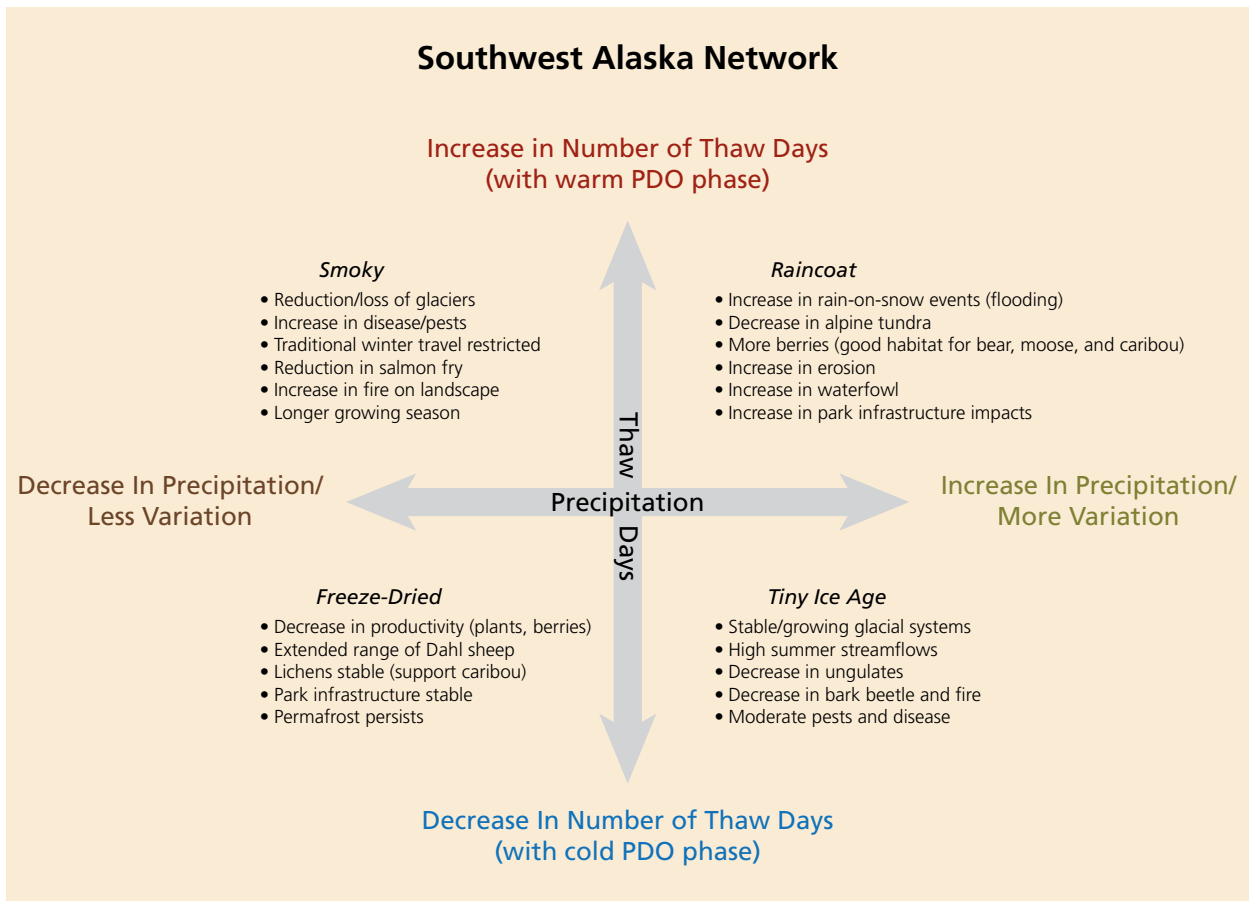 Southwest Alaska Network
Increase in Number of Thaw Days
(with warm PDO phase)
Smoky
• Reduction/loss of glaciers
• Increase in disease/pests
• Traditional winter travel restricted
• Reduction in salmon fry
• Increase in fire on landscape
• Longer growing season
Raincoat
• Increase in rain-on-snow events (flooding)
• Decrease in alpine tundra
• More berries (good habitat for bear, moose, and caribou)
• Increase in erosion
• Increase in waterfowl
• Increase in park infrastructure impacts
Decrease In Precipitation/
Less Variation
Thaw Days
Precipitation
Increase In Precipitation/
More Variation
Freeze-Dried
• Decrease in productivity (plants, berries)
• Extended range of Dahl sheep
• Lichens stable (support caribou)
• Park infrastructure stable
• Permafrost persists
Tiny Ice Age
• Stable/growing glacial systems
• High summer streamflows
• Decrease in ungulates
• Decrease in bark beetle and fire
• Moderate pests and disease
Decrease In Number of Thaw Days
(with cold PDO phase)